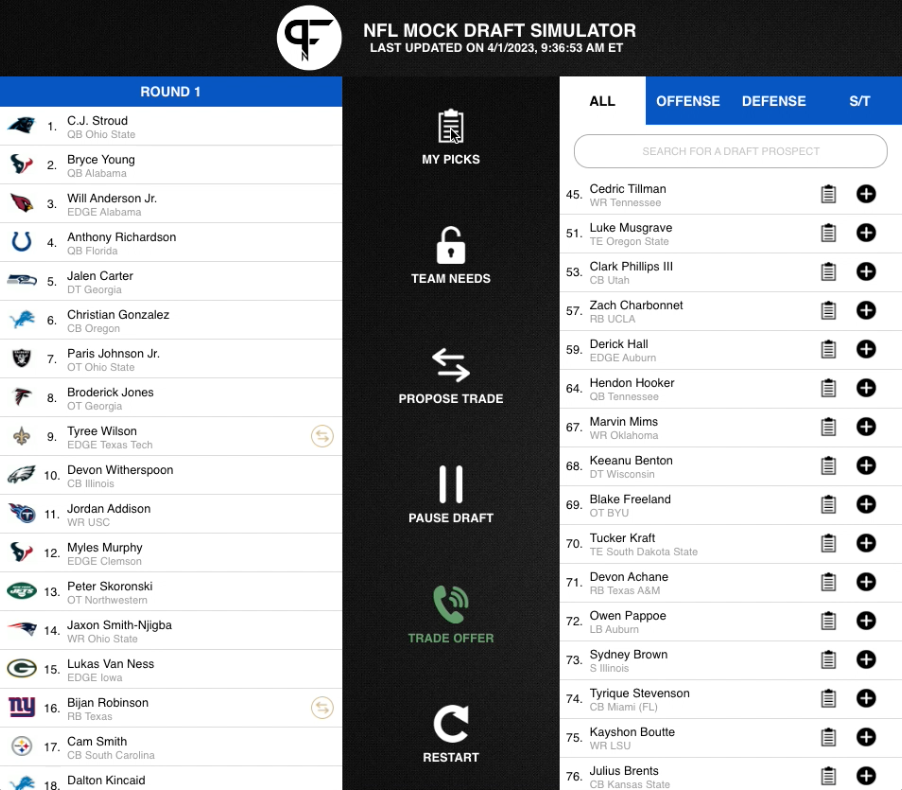 PF
N
NFL MOCK DRAFT SIMULATOR
LAST UPDATED ON 4/1/2023, 9:36:53 AM ET
ROUND 1
1. C.J. Stroud
QB Ohio State
2. Bryce Young
QB Alabama
3. Will Anderson Jr.
EDGE Alabama
4. Anthony Richardson
QB Florida
5. Jalen Carter
DT Georgia
6. Christian Gonzalez
CB Oregon
7. Paris Johnson Jr.
OT Ohio State
8. Broderick Jones
OT Georgia
9. Tyree Wilson
EDGE Texas Tech
10. Devon Witherspoon
CB Illinois
11. Jordan Addison
WR USC
12. Myles Murphy
EDGE Clemson
13. Peter Skoronski
OT Northwestern
14. Jaxon Smith-Njigba
WR Ohio State
15. Lukas Van Ness
EDGE Iowa
ny
16. Bijan Robinson
RB Texas
17. Cam Smith
CB South Carolina
18. Dalton Kincaid
MY PICKS
TEAM NEEDS
PROPOSE TRADE
PAUSE DRAFT
TRADE OFFER
RESTART
ALL OFFENSE DEFENSE S/T
SEARCH FOR A DRAFT PROSPECT
45. Cedric Tillman
WR Tennessee
51. Luke Musgrave
TE Oregon State
53. Clark Phillips III
CB Utah
57. Zach Charbonnet
RB UCLA
59. Derick Hall
EDGE Auburn
64. Hendon Hooker
QB Tennessee
67. Marvin Mims
WR Oklahoma
68. Keeanu Benton
DT Wisconsin
69. Blake Freeland
OT BYU
70. Tucker Kraft
TE South Dakota State
71. Devon Achane
RB Texas A&M
72. Owen Pappoe
LB Auburn
73. Sydney Brown
S Illinois
74. Tyrique Stevenson
CB Miami (FL)
75. Kayshon Boutte
WR LSU
76. Julius Brents
CB Kansas State